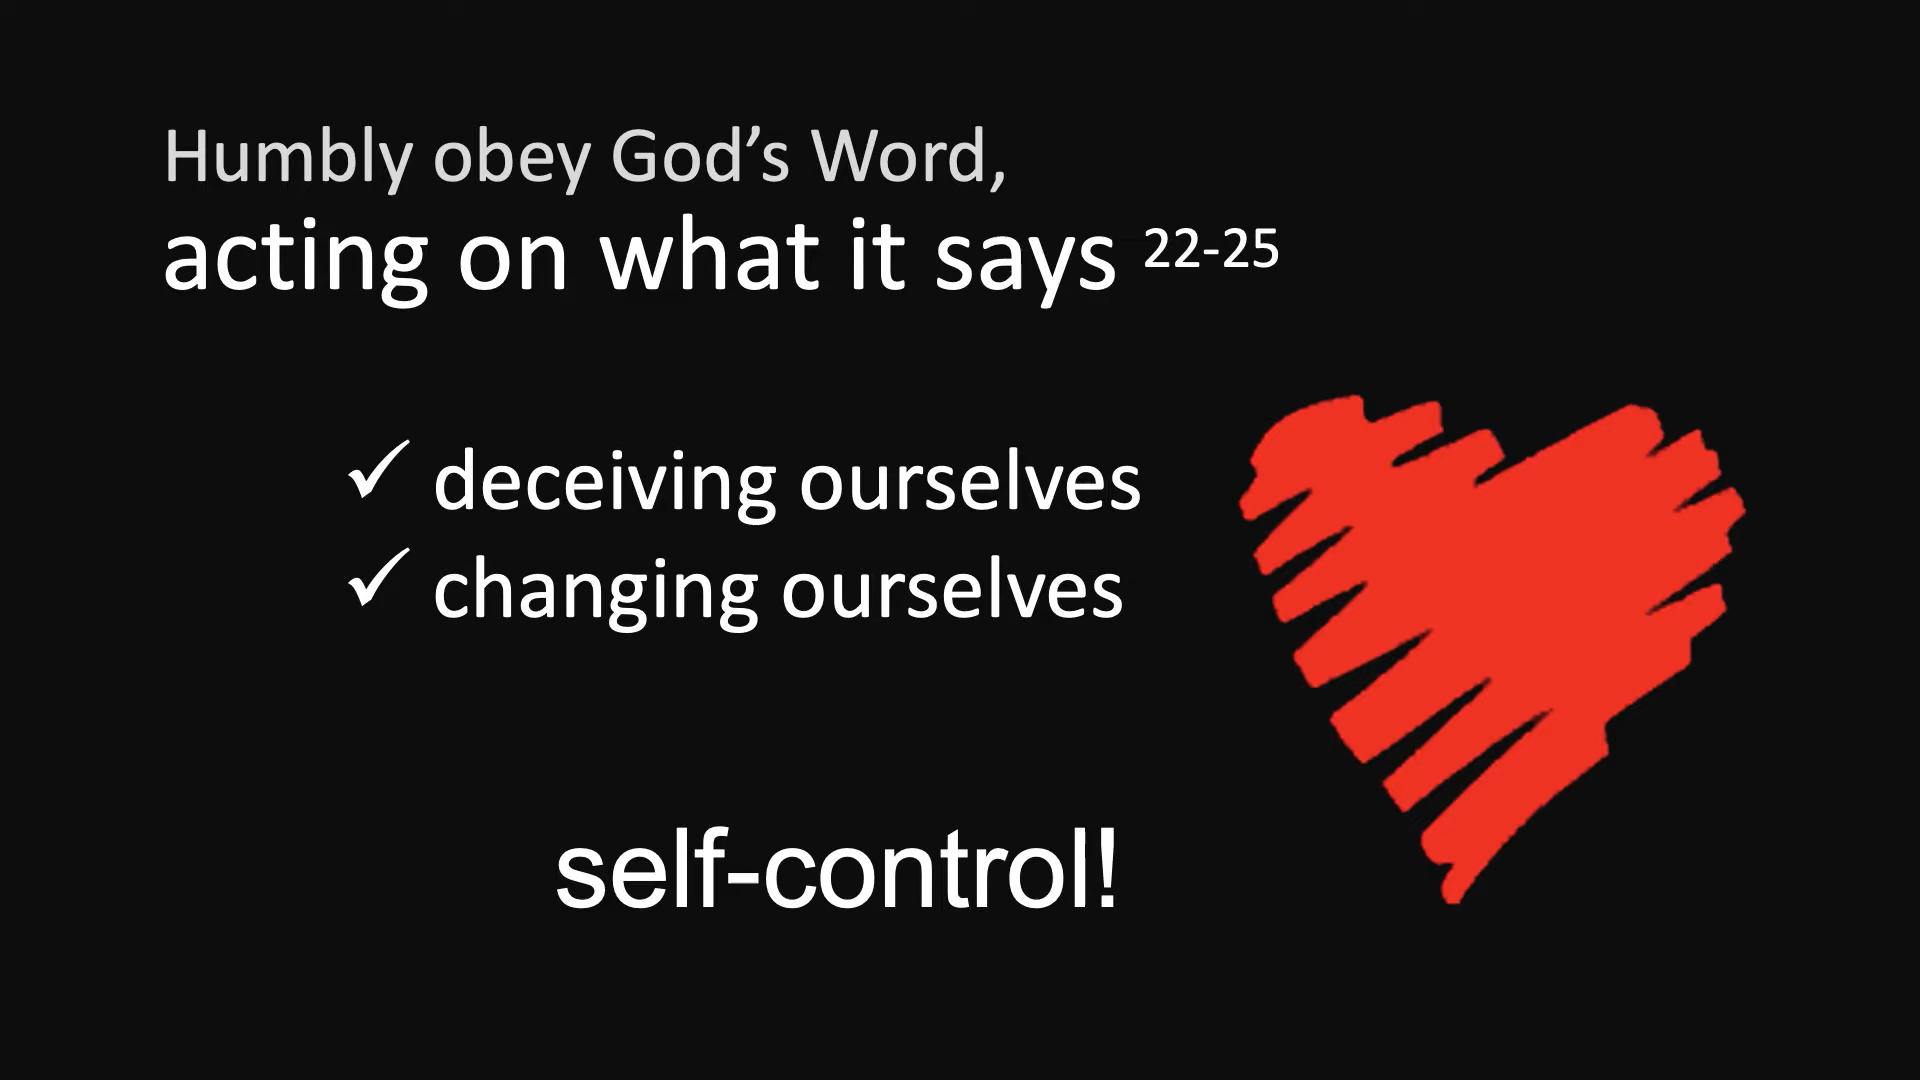 Humbly obey God’s Word,
acting on what it says 22-25
✓ deceiving ourselves
✓ changing ourselves
self-control!